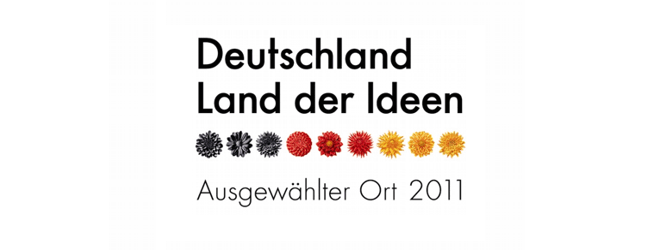 Deutschland
Land der Ideen
Ausgewählter Ort 2011